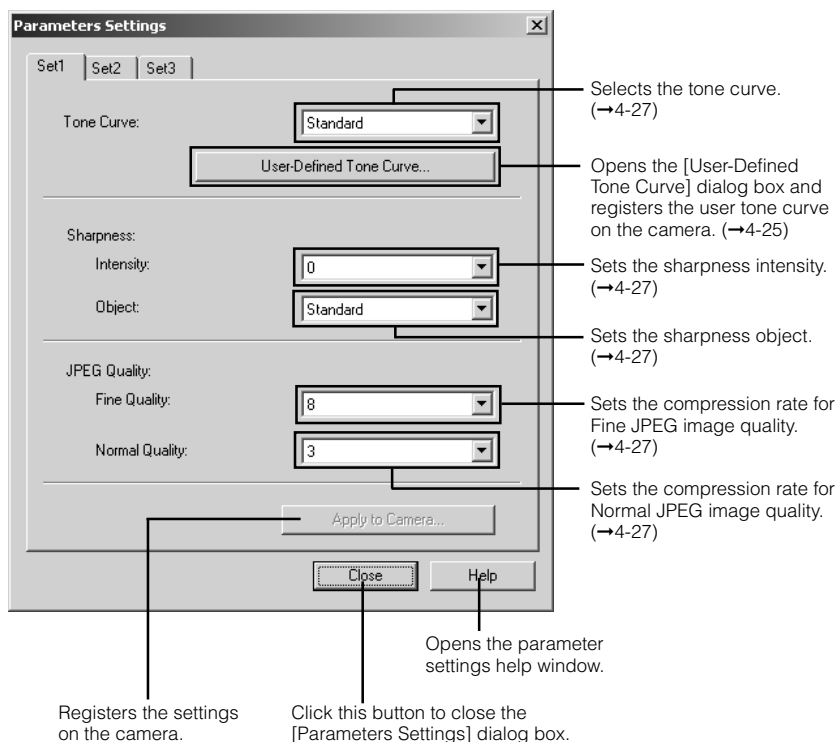 Parameters Settings
Set1 Set2 Set3
Tone Curve:
Standard
User-Defined Tone Curve...
Sharpness:
Intensity:
0
Object:
Standard
JPEG Quality:
Fine Quality:
8
Normal Quality:
3
Apply to Camera...
Close
Help
Selects the tone curve.
(→4-27)
Opens the [User-Defined
Tone Curve] dialog box and
registers the user tone curve
on the camera. (→4-25)
Sets the sharpness intensity.
(→4-27)
Sets the sharpness object.
(→4-27)
Sets the compression rate for
Fine JPEG image quality.
(→4-27)
Sets the compression rate for
Normal JPEG image quality.
(→4-27)
Opens the parameter
settings help window.
Registers the settings
on the camera.
Click this button to close the
[Parameters Settings] dialog box.